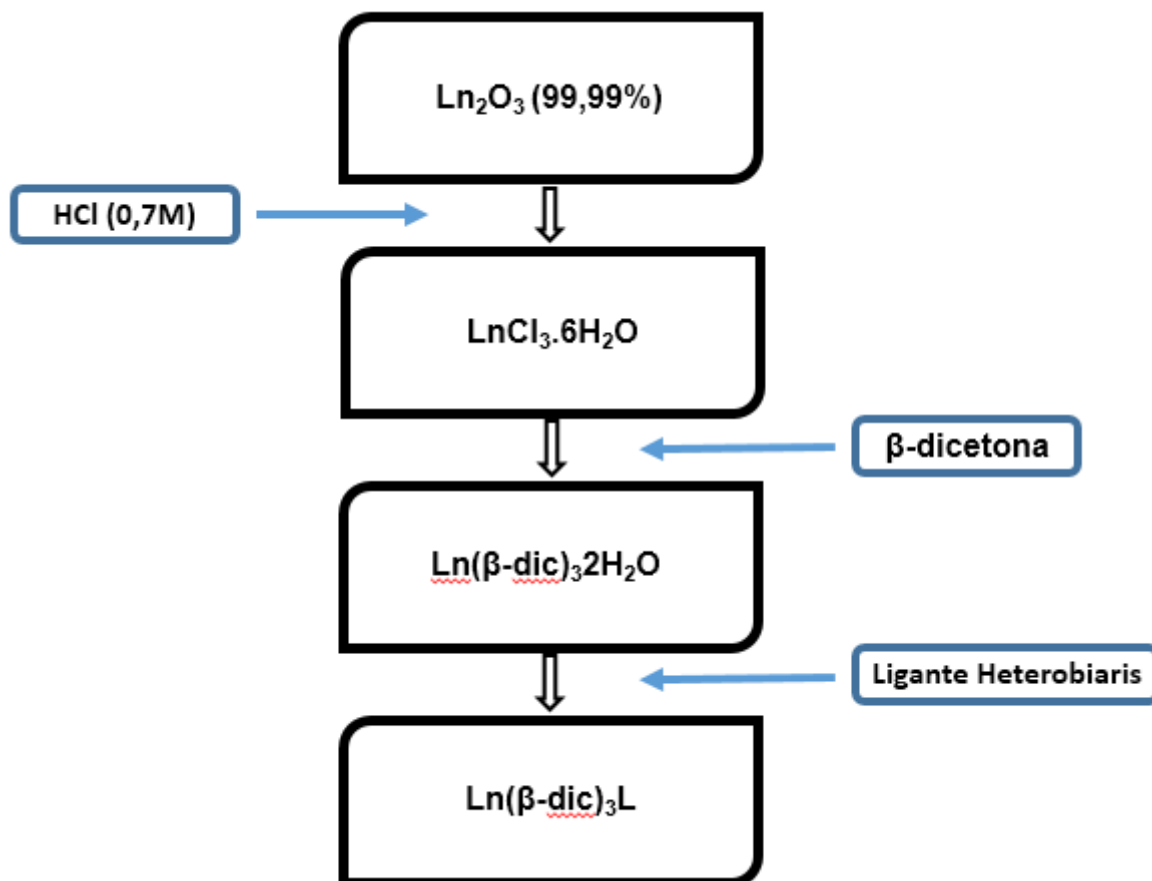 Ln₂O₃ (99,99%)
HCl (0,7M)
LnCl₃.6H₂O
β-dicetona
Ln(β-dic)₃2H₂O
Ligante Heterobiaris
Ln(β-dic)₃L